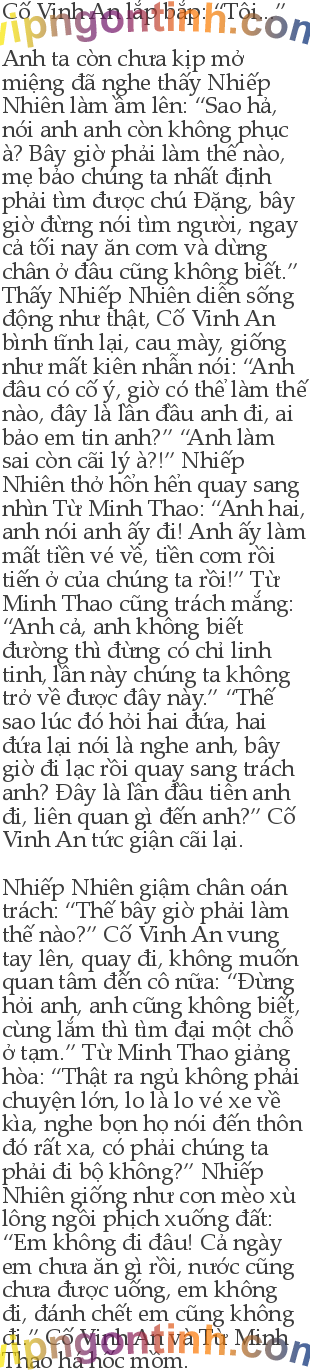 Cố Vinh An lắp bắp: “Tôi...”
vipngontinh.com
Anh ta còn chưa kịp mở
miệng đã nghe thấy Nhiếp
Nhiên làm ầm lên: “Sao hả,
nói anh anh còn không phục
à? Bây giờ phải làm thế nào,
mẹ bảo chúng ta nhất định
phải tìm được chú Đặng, bây
giờ đừng nói tìm người, ngay
cả tối nay ăn cơm và dừng
chân ở đâu cũng không biết.”
Thấy Nhiếp Nhiên diễn sống
động như thật, Cố Vinh An
bình tĩnh lại, cau mày, giống
như mất kiên nhẫn nói: “Anh
đâu có cố ý, giờ có thể làm thế
nào, đây là lần đầu anh đi, ai
bảo em tin anh?” “Anh làm
sai còn cãi lý à?!” Nhiếp
Nhiên thở hổn hển quay sang
nhìn Từ Minh Thao: “Anh hai,
anh nói anh ấy đi! Anh ấy làm
mất tiền vé về, tiền cơm rồi
tiền ở của chúng ta rồi!” Từ
Minh Thao cũng trách mắng:
“Anh cả, anh không biết
đường thì đừng có chỉ linh
tinh, lần này chúng ta không
trở về được đây này.” “Thế
sao lúc đó hỏi hai đứa, hai
đứa lại nói là nghe anh, bây
giờ đi lạc rồi quay sang trách
anh? Đây là lần đầu tiên anh
đi, liên quan gì đến anh?” Cố
Vinh An tức giận cãi lại.
Nhiếp Nhiên giậm chân oán
trách: “Thế bây giờ phải làm
thế nào?” Cố Vinh An vung
tay lên, quay đi, không muốn
quan tâm đến cô nữa: “Đừng
hỏi anh, anh cũng không biết,
cùng lắm thì tìm đại một chỗ
ở tạm.” Từ Minh Thao giảng
hòa: “Thật ra ngủ không phải
chuyện lớn, lo là lo vé xe về
kìa, nghe bọn họ nói đến thôn
đó rất xa, có phải chúng ta
phải đi bộ không?” Nhiếp
Nhiên giống như con mèo xù
lông ngồi phịch xuống đất:
“Em không đi đâu! Cả ngày
em chưa ăn gì rồi, nước cũng
chưa được uống, em không
đi, đánh chết em cũng không
đi.” Cố Vinh An và Từ Minh
Thao há hốc mồm.
vipngontinh.com